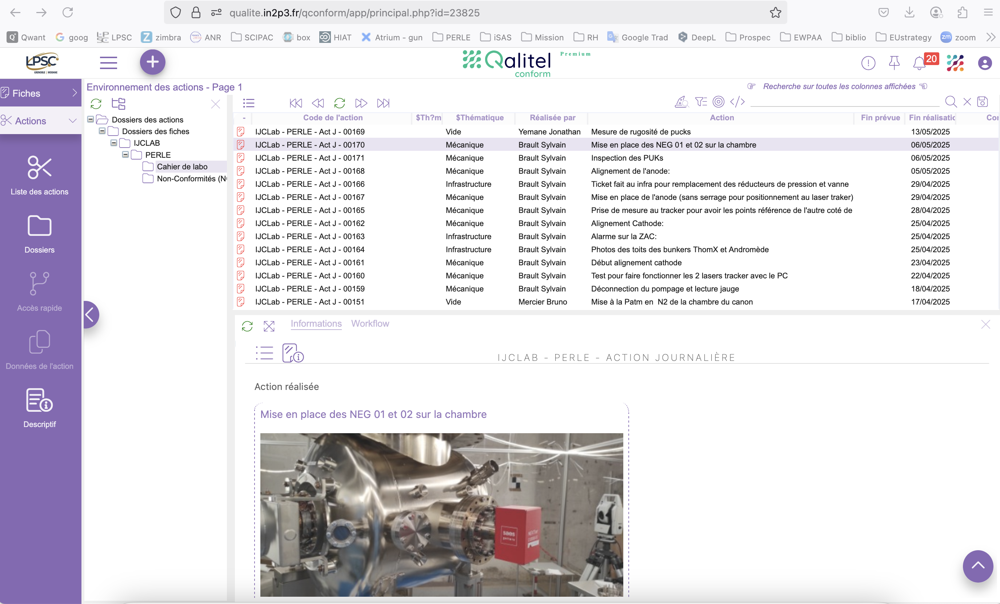 qualite.in2p3.fr/qconform/app/principal.php?id=23825
Qwant goog LPSC zimbra ANR SCIPAC box HIAT Atrium - gun PERLE iSAS Mission RH Google Trad DeepL Prospec EWPAA biblio EUstrategy zoom
LPSC
GRENOBLE | MODANE
Qalitel Premium
conform
20
Fiches
Actions
Liste des actions
Dossiers
Accès rapide
Données de l'action
Descriptif
Environnement des actions - Page 1
Recherche sur toutes les colonnes affichées
Dossiers des actions
Dossiers des fiches
IJCLAB
PERLE
Cahier de labo
Non-Conformités (N
- Code de l'action $Th?m $Thématique Réalisée par Action Fin prévue Fin réalisatic Cor
IJCLab - PERLE - Act J - 00169 Vide Yemane Jonathan Mesure de rugosité de pucks 13/05/2025
IJCLab - PERLE - Act J - 00170 Mécanique Brault Sylvain Mise en place des NEG 01 et 02 sur la chambre 06/05/2025
IJCLab - PERLE - Act J - 00171 Mécanique Brault Sylvain Inspection des PUKs 06/05/2025
IJCLab - PERLE - Act J - 00168 Mécanique Brault Sylvain Alignement de l'anode: 05/05/2025
IJCLab - PERLE - Act J - 00166 Infrastructure Brault Sylvain Ticket fait au infra pour remplacement des réducteurs de pression et vanne 29/04/2025
IJCLab - PERLE - Act J - 00167 Mécanique Brault Sylvain Mise en place de l'anode (sans serrage pour positionnement au laser traker) 29/04/2025
IJCLab - PERLE - Act J - 00165 Mécanique Brault Sylvain Prise de mesure au tracker pour avoir les points référence de l'autre coté de 28/04/2025
IJCLab - PERLE - Act J - 00162 Mécanique Brault Sylvain Alignement Cathode: 25/04/2025
IJCLab - PERLE - Act J - 00163 Infrastructure Brault Sylvain Alarme sur la ZAC: 25/04/2025
IJCLab - PERLE - Act J - 00164 Infrastructure Brault Sylvain Photos des toits des bunkers ThomX et Andromède 25/04/2025
IJCLab - PERLE - Act J - 00161 Mécanique Brault Sylvain Début alignement cathode 23/04/2025
IJCLab - PERLE - Act J - 00160 Mécanique Brault Sylvain Test pour faire fonctionner les 2 lasers tracker avec le PC 22/04/2025
IJCLab - PERLE - Act J - 00159 Mécanique Brault Sylvain Déconnection du pompage et lecture jauge 18/04/2025
IJCLab - PERLE - Act J - 00151 Vide Mercier Bruno Mise à la Patm en N2 de la chambre du canon 17/04/2025
Informations Workflow
IJCLAB - PERLE - ACTION JOURNALIÈRE
Action réalisée
Mise en place des NEG 01 et 02 sur la chambre
saes
getters